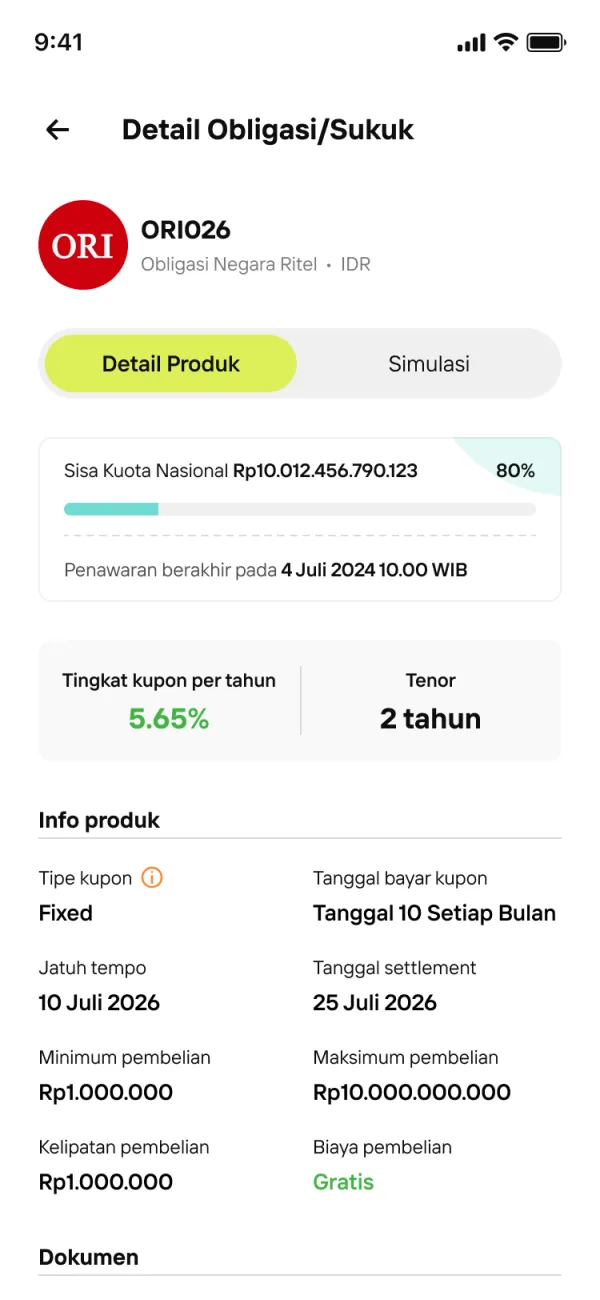 9:41
Detail Obligasi/Sukuk
ORI
ORI026
Obligasi Negara Ritel • IDR
Detail Produk
Simulasi
Sisa Kuota Nasional Rp10.012.456.790.123
80%
Penawaran berakhir pada 4 Juli 2024 10.00 WIB
Tingkat kupon per tahun
5.65%
Tenor
2 tahun
Info produk
Tipe kupon
Fixed
Tanggal bayar kupon
Tanggal 10 Setiap Bulan
Jatuh tempo
10 Juli 2026
Tanggal settlement
25 Juli 2026
Minimum pembelian
Rp1.000.000
Maksimum pembelian
Rp10.000.000.000
Kelipatan pembelian
Rp1.000.000
Biaya pembelian
Gratis
Dokumen